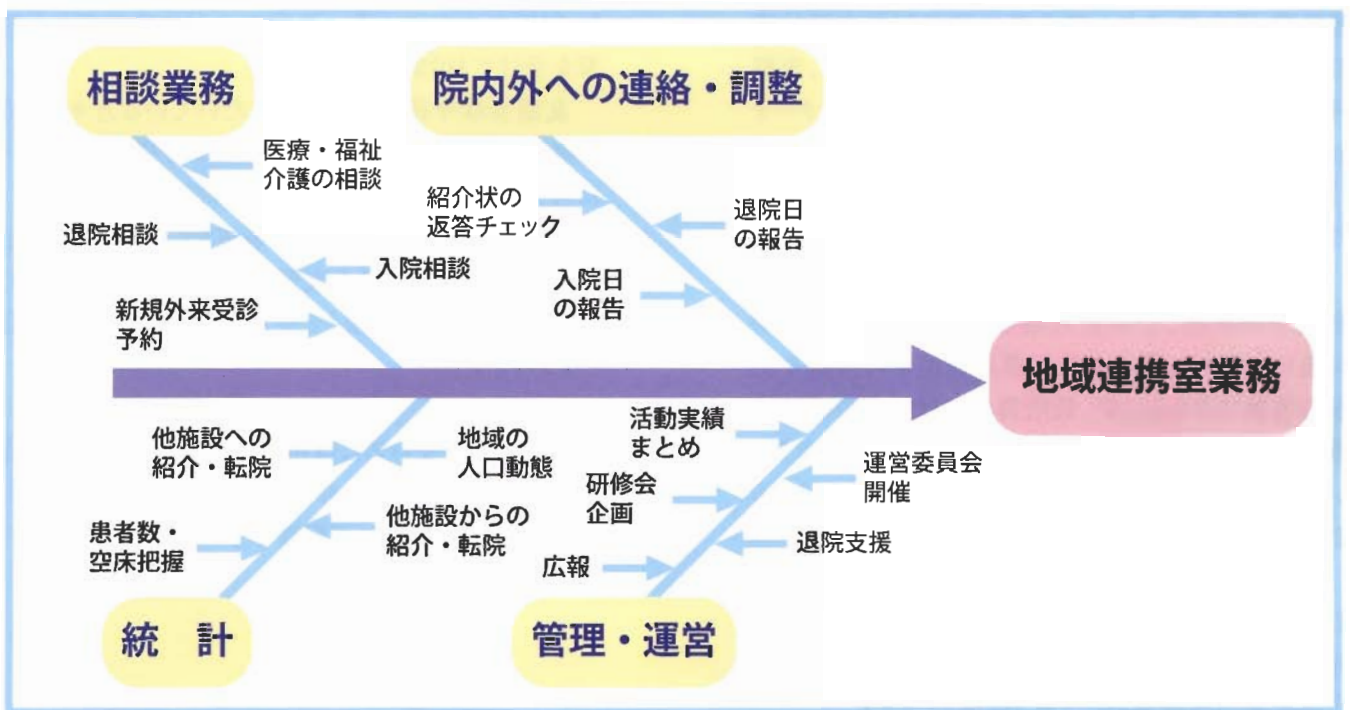 相談業務
医療・福祉
介護の相談
退院相談
入院相談
新規外来受診
予約
院内外への連絡・調整
紹介状の
返答チェック
退院日
の報告
入院日
の報告
地域連携室業務
他施設への
紹介・転院
地域の
人口動態
患者数・
空床把握
他施設からの
紹介・転院
統　計
活動実績
まとめ
運営委員会
開催
研修会
企画
退院支援
広報
管理・運営